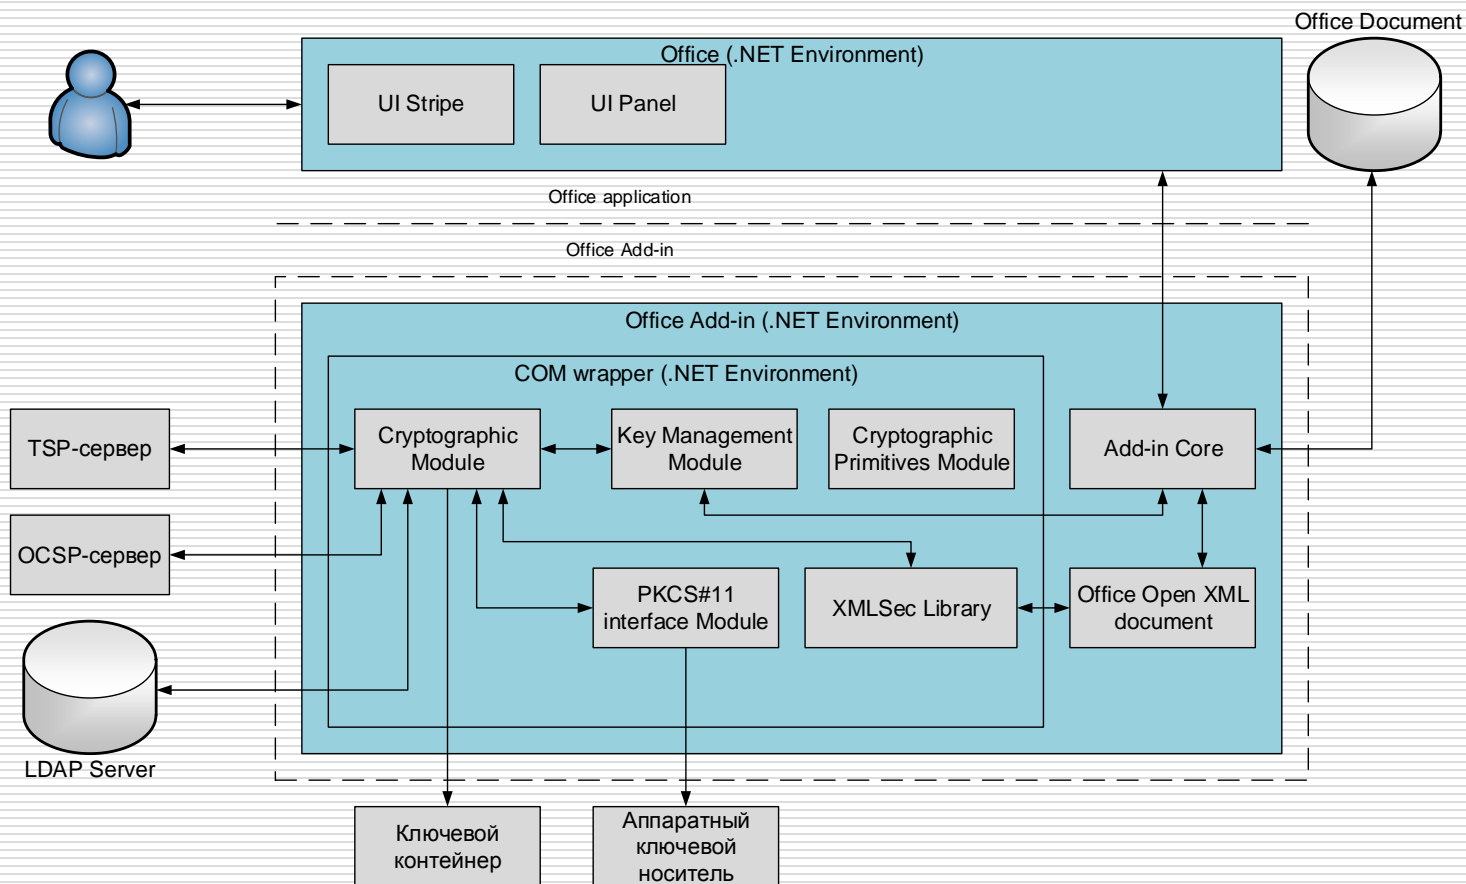 Office Document
Office (.NET Environment)
UI Stripe
UI Panel
Office application
Office Add-in
Office Add-in (.NET Environment)
COM wrapper (.NET Environment)
TSP-сервер
Cryptographic
Module
Key Management
Module
Cryptographic
Primitives Module
Add-in Core
OCSP-сервер
PKCS#11
interface Module
XMLSec Library
Office Open XML
document
LDAP Server
Ключевой
контейнер
Аппаратный
ключевой
носитель